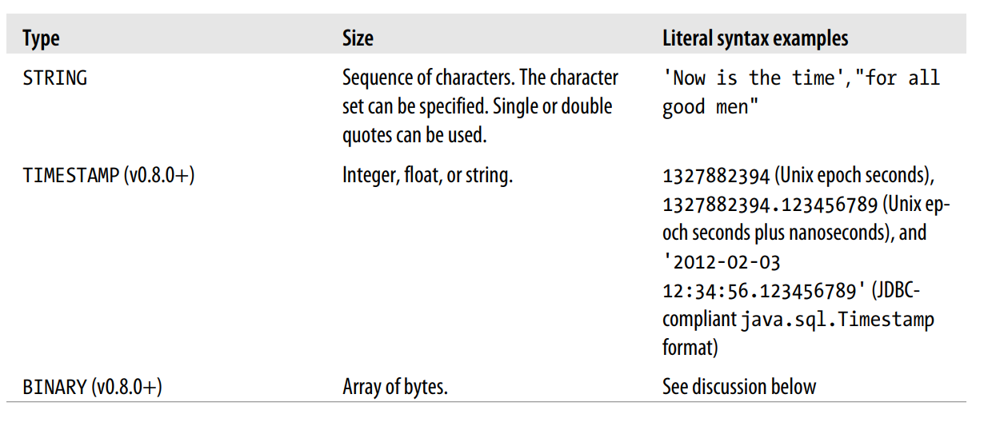 Type Size Literal syntax examples
STRING Sequence of characters. The character 'Now is the time',"for all
set can be specified. Single or double good men"
quotes can be used.
TIMESTAMP (v0.8.0+) Integer, float, or string. 1327882394 (Unix epoch seconds),
1327882394.123456789 (Unix ep-
och seconds plus nanoseconds), and
'2012-02-03
12:34:56.123456789' (JDBC-
compliant java.sql.Timestamp
format)
BINARY (v0.8.0+) Array of bytes. See discussion below